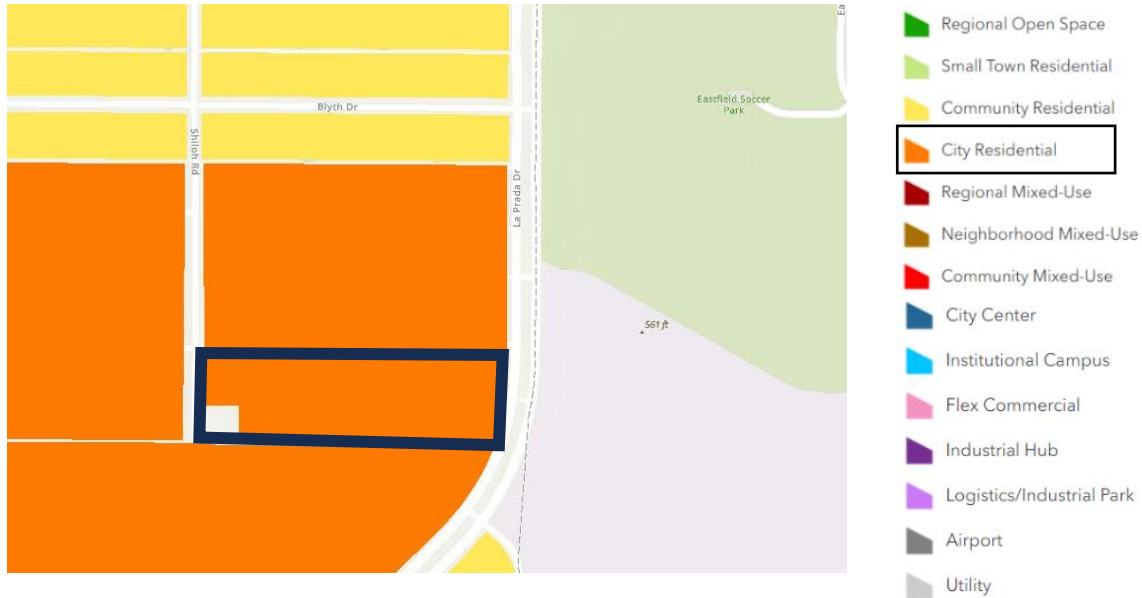 Ea
Blyth Dr
Eastfield Soccer
Park
Shiloh Rd
La Prada Dr
561 ft
Regional Open Space
Small Town Residential
Community Residential
City Residential
Regional Mixed-Use
Neighborhood Mixed-Use
Community Mixed-Use
City Center
Institutional Campus
Flex Commercial
Industrial Hub
Logistics/Industrial Park
Airport
Utility